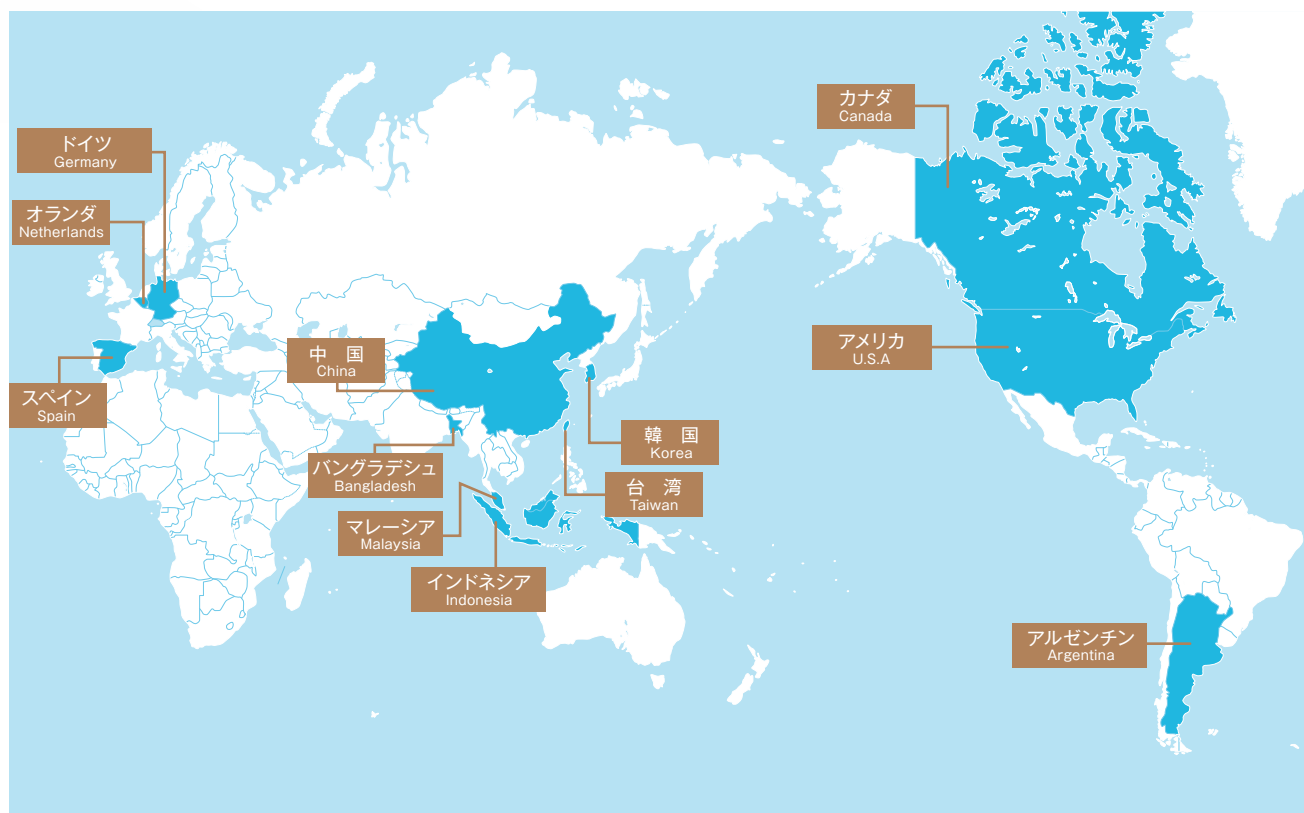 カナダ
Canada
ドイツ
Germany
オランダ
Netherlands
アメリカ
U.S.A
中　国
China
スペイン
Spain
韓　国
Korea
バングラデシュ
Bangladesh
台　湾
Taiwan
マレーシア
Malaysia
インドネシア
Indonesia
アルゼンチン
Argentina